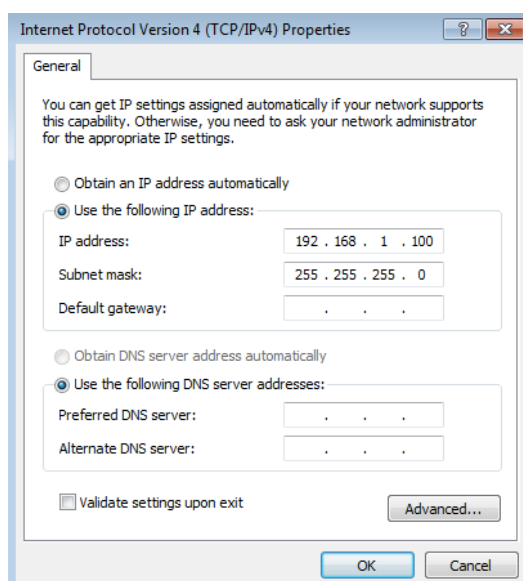 Internet Protocol Version 4 (TCP/IPv4) Properties
General
You can get IP settings assigned automatically if your network supports
this capability. Otherwise, you need to ask your network administrator
for the appropriate IP settings.
Obtain an IP address automatically
Use the following IP address:
IP address: 192 . 168 . 1 . 100
Subnet mask: 255 . 255 . 255 . 0
Default gateway: . . .
Obtain DNS server address automatically
Use the following DNS server addresses:
Preferred DNS server: . . .
Alternate DNS server: . . .
Validate settings upon exit
Advanced...
OK Cancel